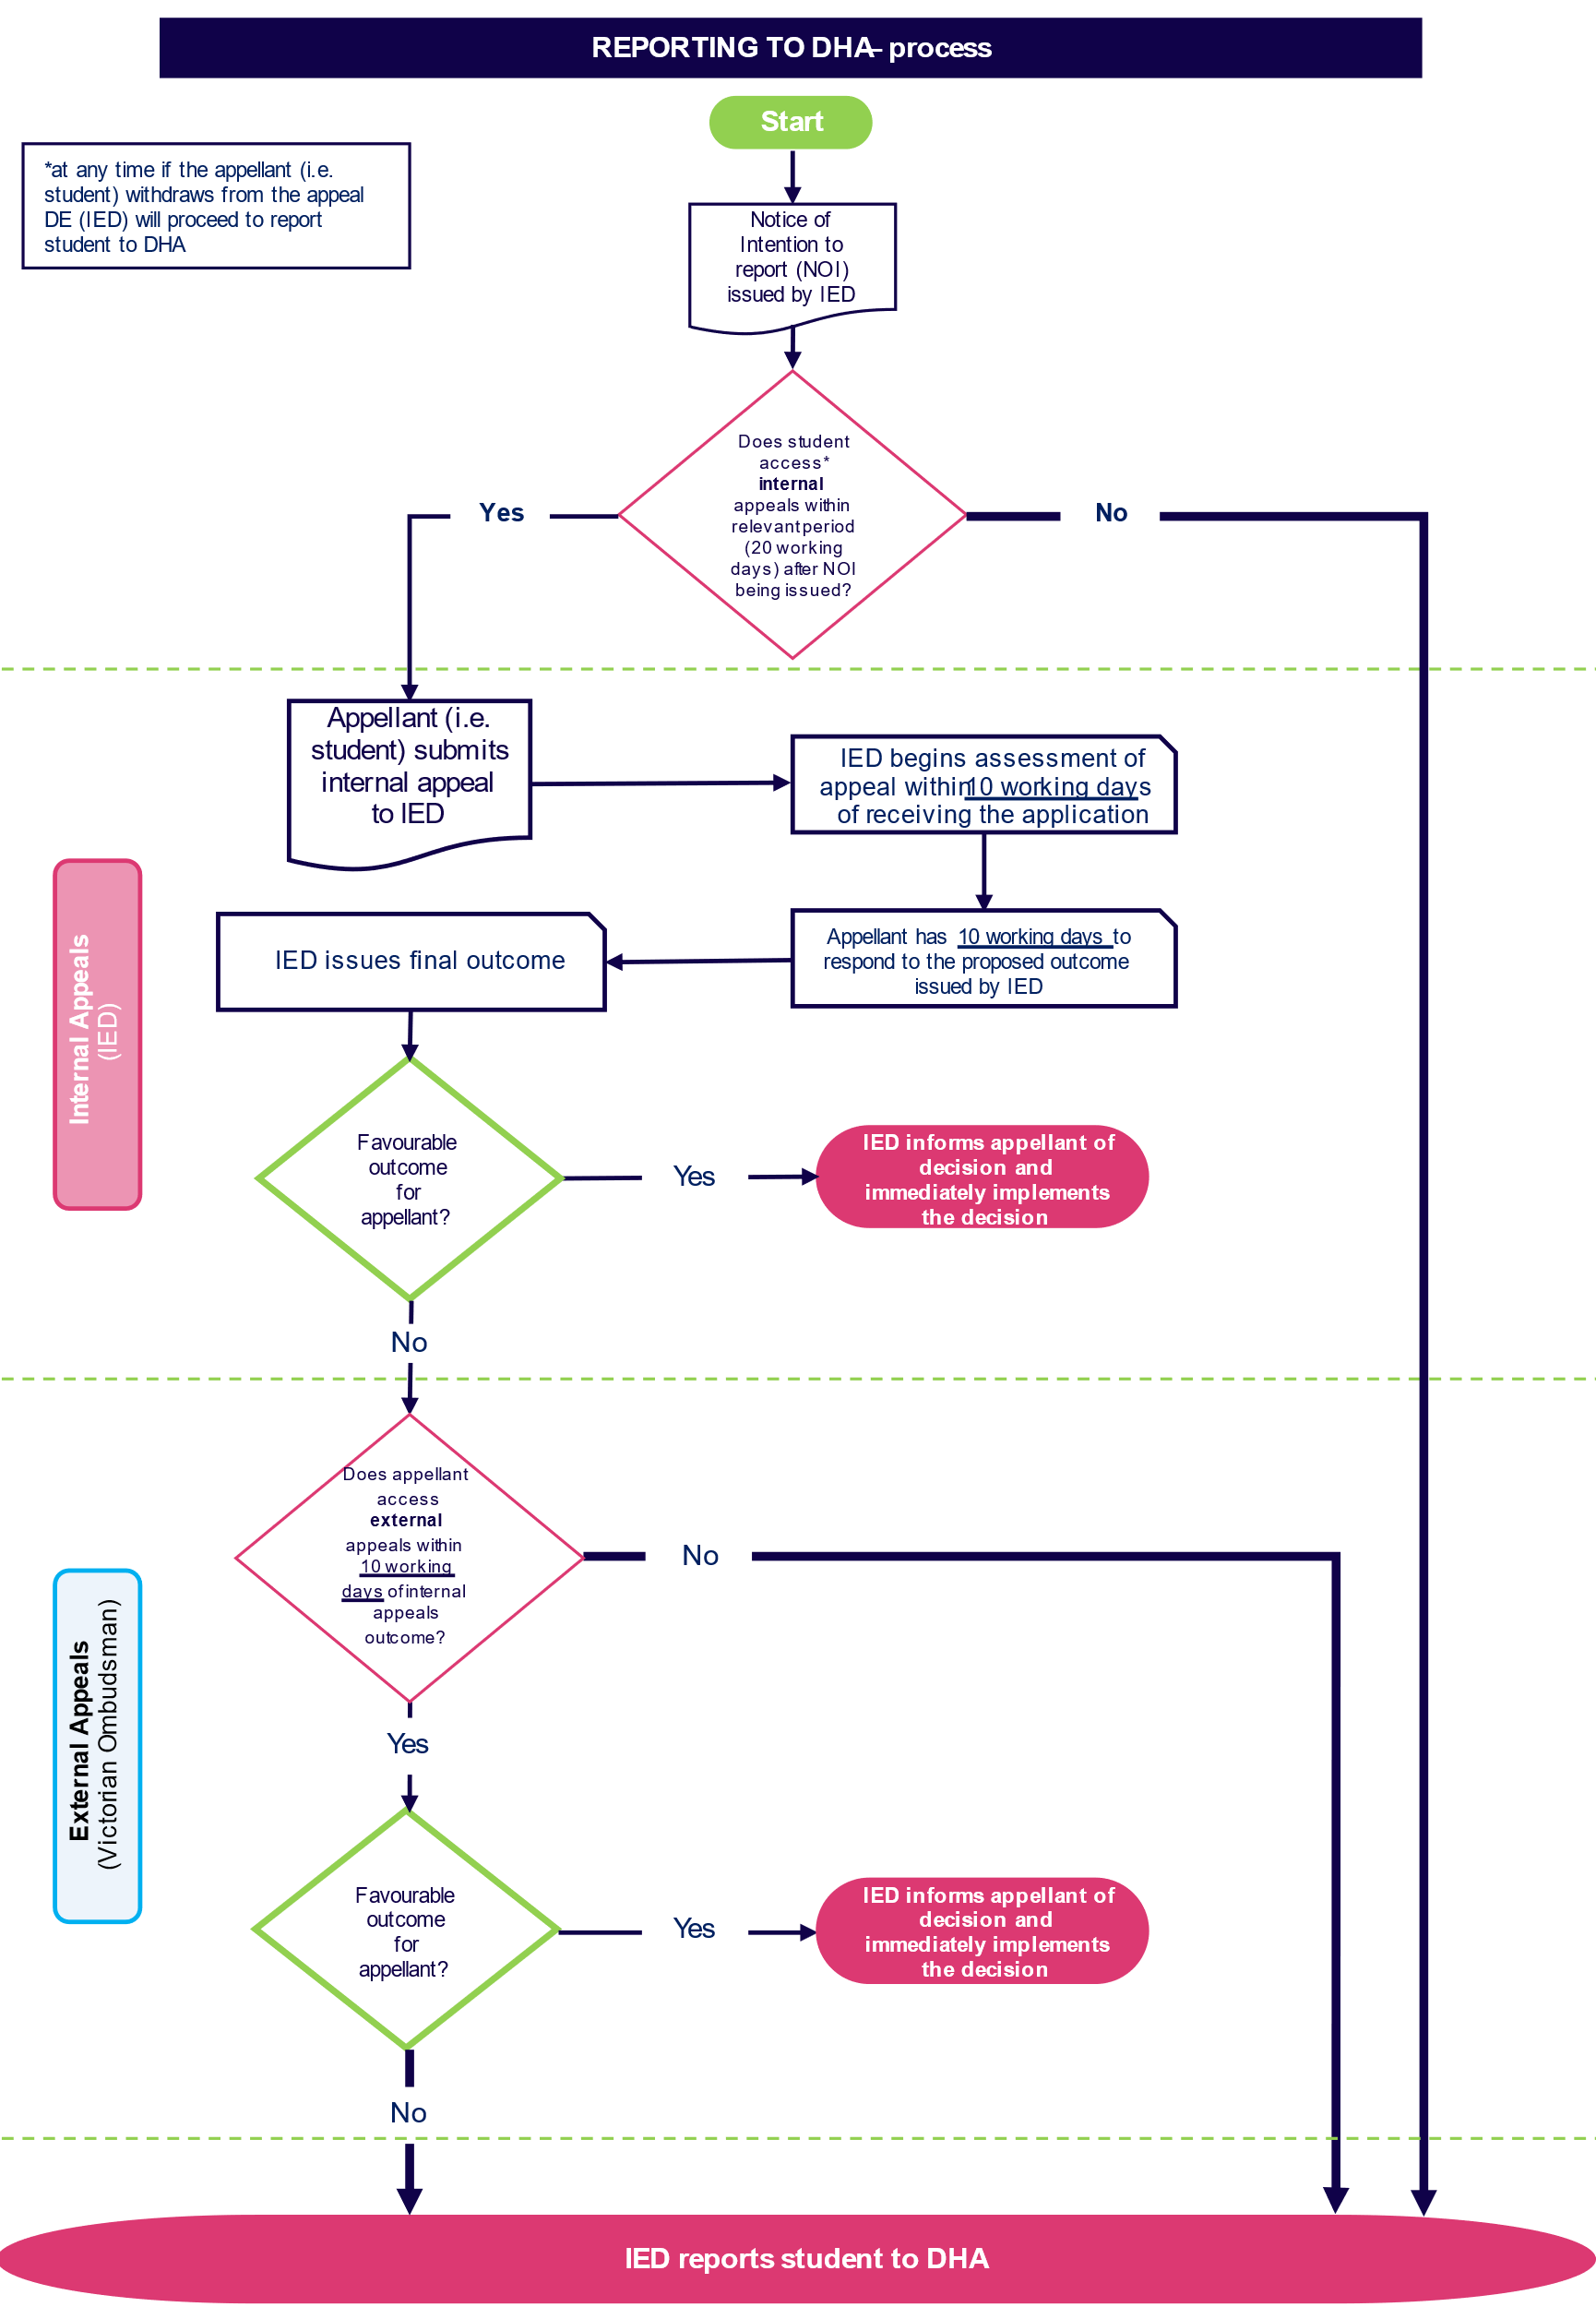 REPORTING TO DHA– process
Start
*at any time if the appellant (i.e.
student) withdraws from the appeal
DE (IED) will proceed to report
student to DHA
Notice of
Intention to
report (NOI)
issued by IED
Does student
access*
internal
appeals within
relevant period
(20 working
days) after NOI
being issued?
Yes
No
Appellant (i.e.
student) submits
internal appeal
to IED
IED begins assessment of
appeal within 10 working days
of receiving the application
Appellant has 10 working days to
respond to the proposed outcome
issued by IED
IED issues final outcome
Internal Appeals
(IED)
Favourable
outcome
for
appellant?
Yes
IED informs appellant of
decision and
immediately implements
the decision
No
Does appellant
access
external
appeals within
10 working
days of internal
appeals
outcome?
No
External Appeals
(Victorian Ombudsman)
Yes
Favourable
outcome
for
appellant?
Yes
IED informs appellant of
decision and
immediately implements
the decision
No
IED reports student to DHA